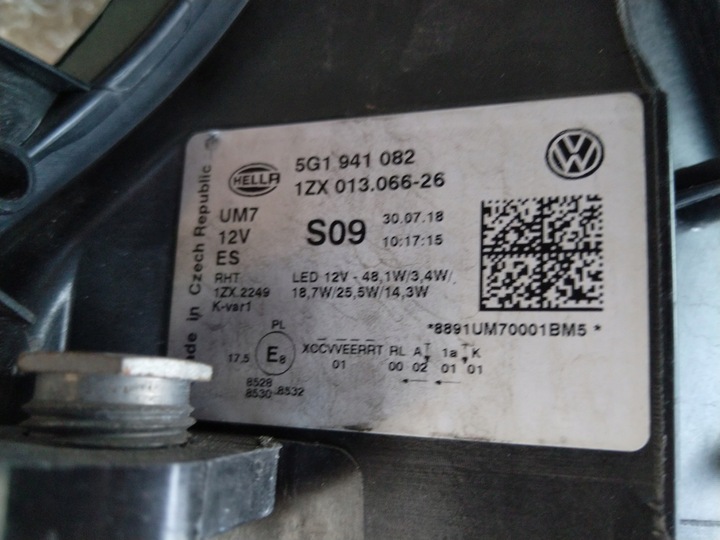 HELLA
5G1 941 082
1ZX 013.066-26
UM7
12V
ES
S09
30.07.18
10:17:15
RHT
1ZX.2249
K-var1
LED 12V - 48,1W/3,4W/
18,7W/25,5W/14,3W
*8891UM70001BM5 *
in Czech Republic
PL
17,5
E8
XCCVVEERRT RL A 1a K
01 00 02 01 01
8528
8530-8532